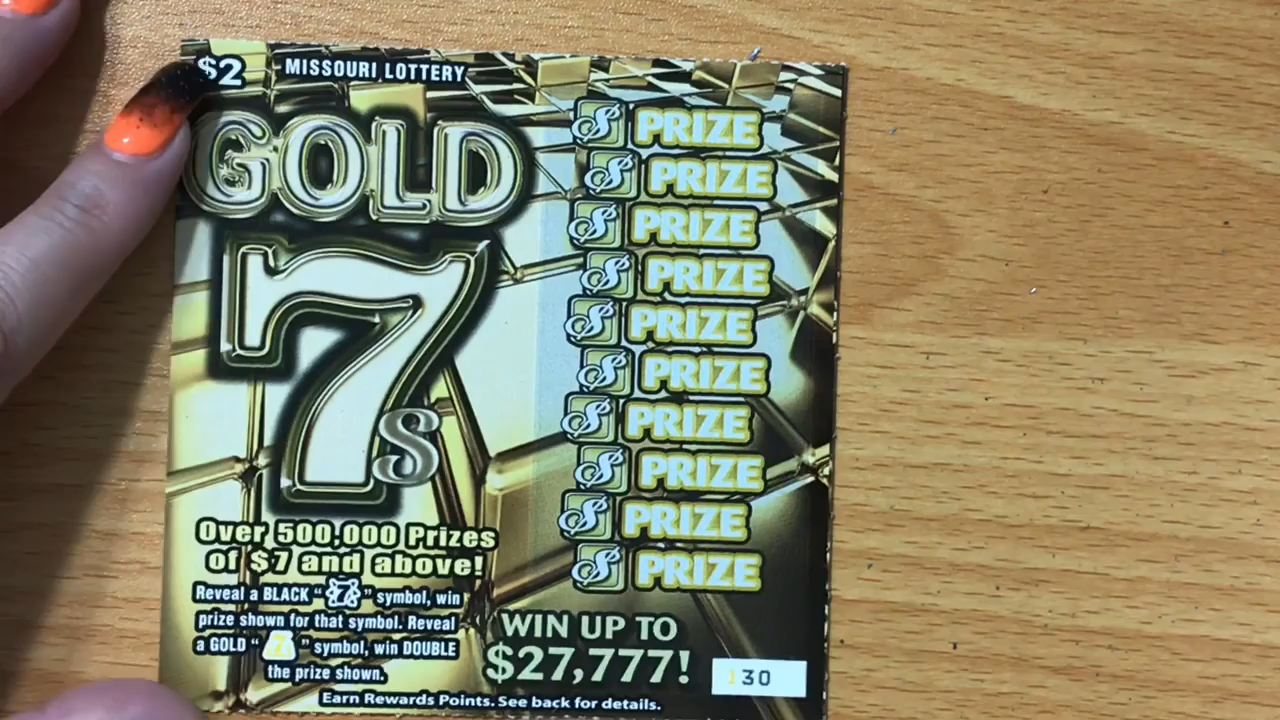 $2 MISSOURI LOTTERY
GOLD
7s
$ PRIZE
$ PRIZE
$ PRIZE
$ PRIZE
$ PRIZE
$ PRIZE
$ PRIZE
$ PRIZE
$ PRIZE
$ PRIZE
Over 500,000 Prizes
of $7 and above!
Reveal a BLACK "7" symbol, win
prize shown for that symbol. Reveal
a GOLD "7" symbol, win DOUBLE
the prize shown.
WIN UP TO
$27,777!
130
Earn Rewards Points. See back for details.